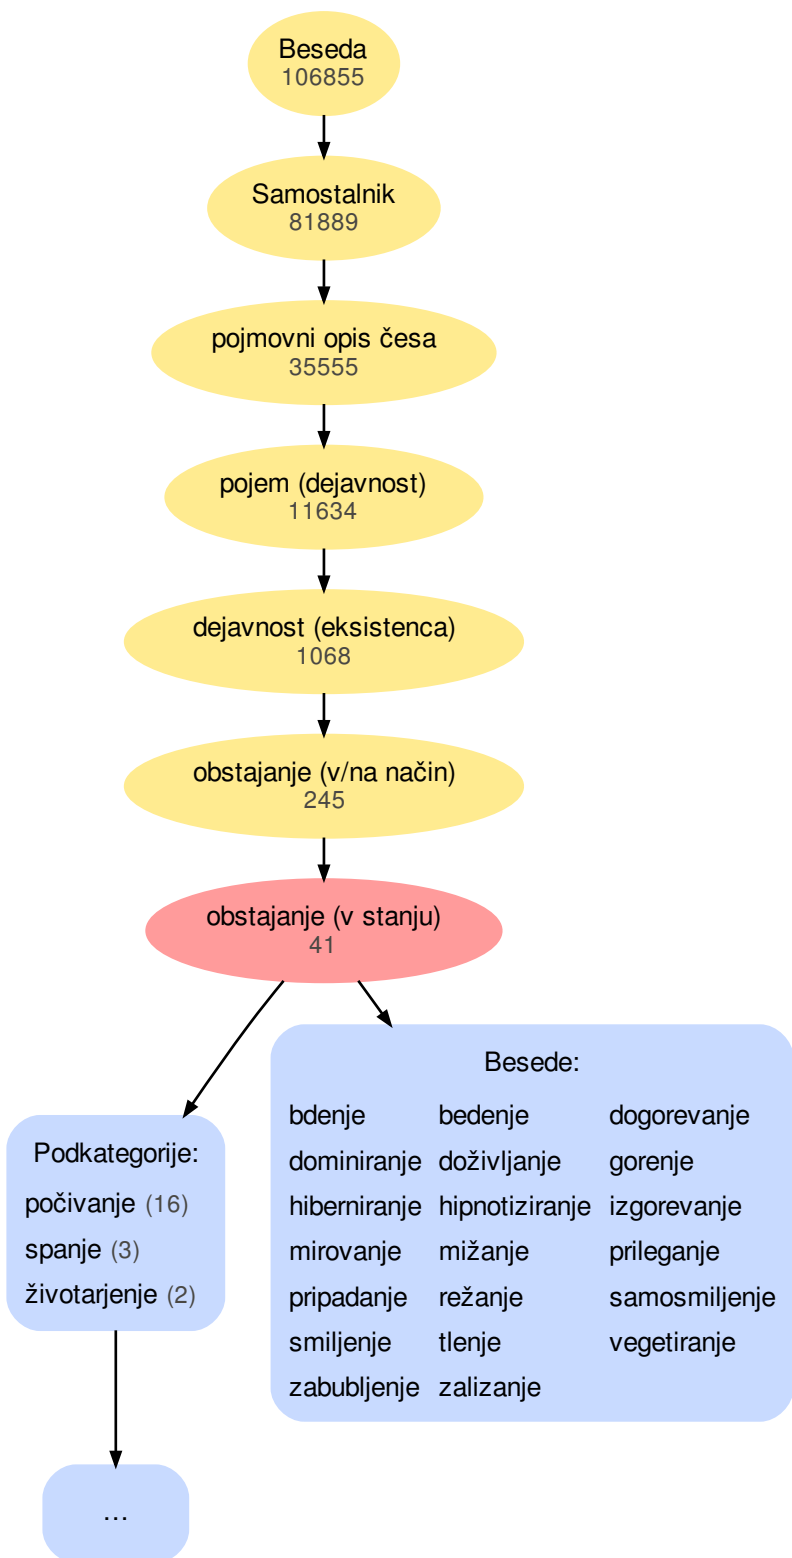 Beseda
106855
Samostalnik
81889
pojmovni opis česa
35555
pojem (dejavnost)
11634
dejavnost (eksistenca)
1068
obstajanje (v/na način)
245
obstajanje (v stanju)
41
Podkategorije:
počivanje (16)
spanje (3)
životarjenje (2)
...
Besede:
bdenje bedenje dogorevanje
dominiranje doživljanje gorenje
hiberniranje hipnotiziranje izgorevanje
mirovanje mižanje prileganje
pripadanje režanje samosmiljenje
smiljenje tlenje vegetiranje
zabubljenje zalizanje